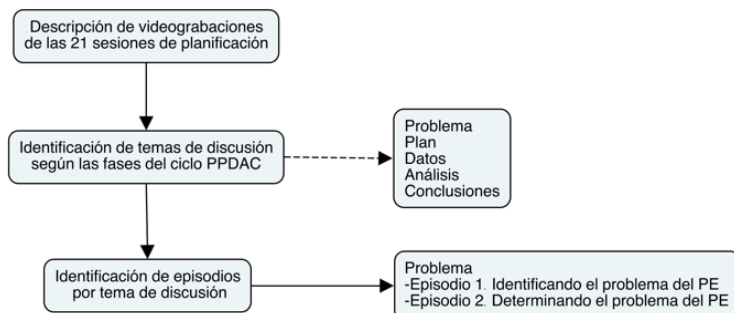 Descripción de videograbaciones
de las 21 sesiones de planificación
Identificación de temas de discusión
según las fases del ciclo PPDAC
Problema
Plan
Datos
Análisis
Conclusiones
Identificación de episodios
por tema de discusión
Problema
-Episodio 1. Identificando el problema del PE
-Episodio 2. Determinando el problema del PE